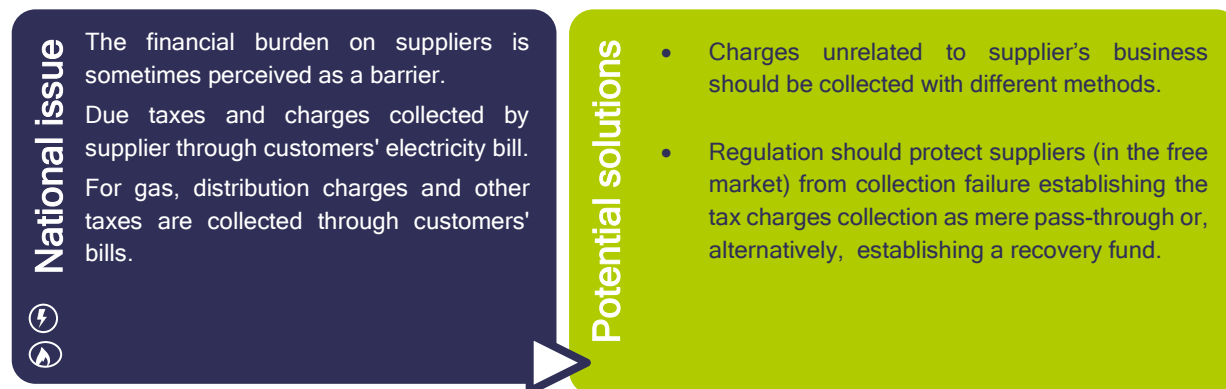 National issue
The financial burden on suppliers is
sometimes perceived as a barrier.
Due taxes and charges collected by
supplier through customers' electricity bill.
For gas, distribution charges and other
taxes are collected through customers'
bills.
Potential solutions
• Charges unrelated to supplier’s business
should be collected with different methods.
• Regulation should protect suppliers (in the free
market) from collection failure establishing the
tax charges collection as mere pass-through or,
alternatively, establishing a recovery fund.